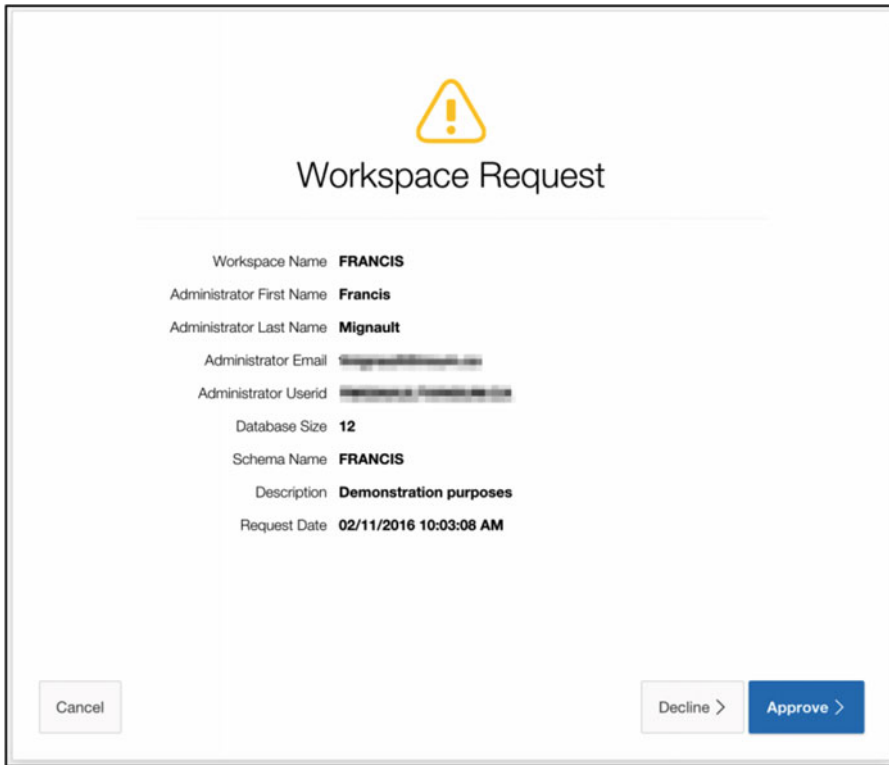 Workspace Request
Workspace Name FRANCIS
Administrator First Name Francis
Administrator Last Name Mignault
Administrator Email
Administrator Userid
Database Size 12
Schema Name FRANCIS
Description Demonstration purposes
Request Date 02/11/2016 10:03:08 AM
Cancel Decline > Approve >